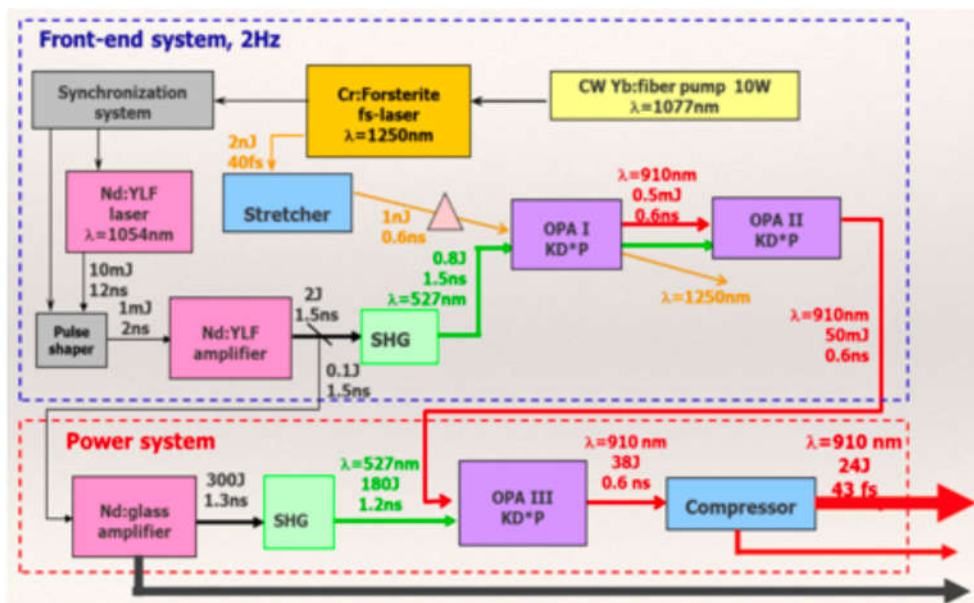 Front-end system, 2Hz
Synchronization
system
Cr:Forsterite
fs-laser
λ=1250nm
CW Yb:fiber pump 10W
λ=1077nm
2nJ
40fs
Nd:YLF
laser
λ=1054nm
Stretcher
1nJ
0.6ns
OPA I
KD*P
λ=910nm
0.5mJ
0.6ns
OPA II
KD*P
λ=1250nm
10mJ
12ns
Pulse
shaper
1mJ
2ns
Nd:YLF
amplifier
2J
1.5ns
SHG
0.8J
1.5ns
λ=527nm
0.1J
1.5ns
λ=910nm
50mJ
0.6ns
Power system
Nd:glass
amplifier
300J
1.3ns
SHG
λ=527nm
180J
1.2ns
OPA III
KD*P
λ=910 nm
38J
0.6 ns
Compressor
λ=910 nm
24J
43 fs